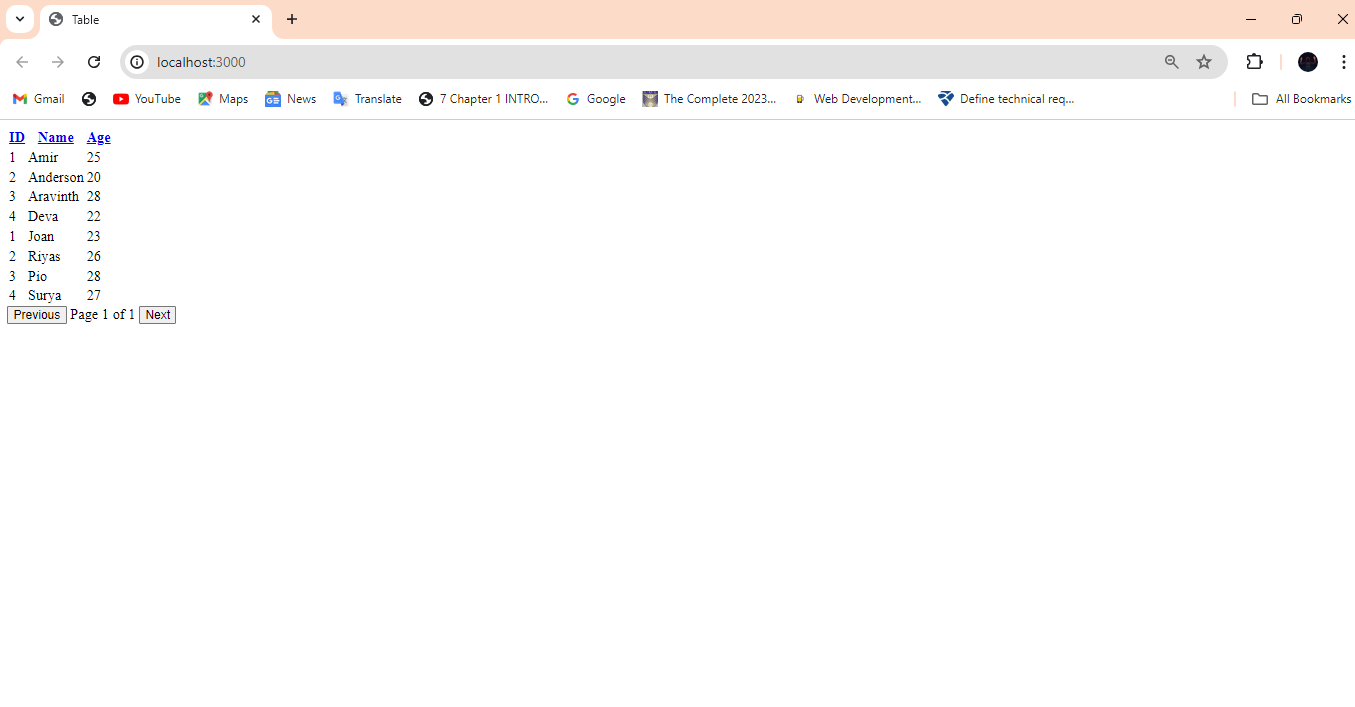 Table
localhost:3000
Gmail YouTube Maps News Translate 7 Chapter 1 INTRO... Google The Complete 2023... Web Development... Define technical req... All Bookmarks
ID Name Age
1 Amir 25
2 Anderson 20
3 Aravinth 28
4 Deva 22
1 Joan 23
2 Riyas 26
3 Pio 28
4 Surya 27
Previous Page 1 of 1 Next